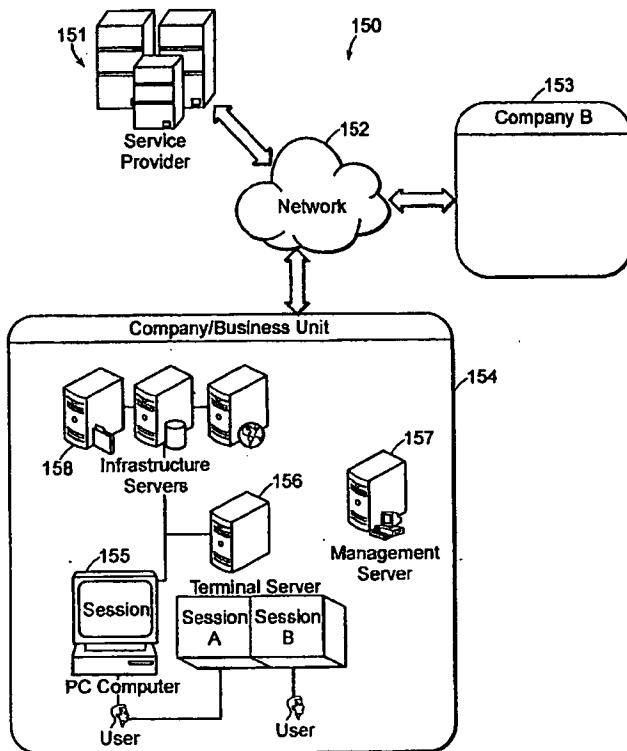 151
150
Service
Provider
152
Network
153
Company B
Company/Business Unit
154
158
Infrastructure
Servers
157
Management
Server
156
155
Session
PC Computer
Terminal Server
Session
A
Session
B
User
User